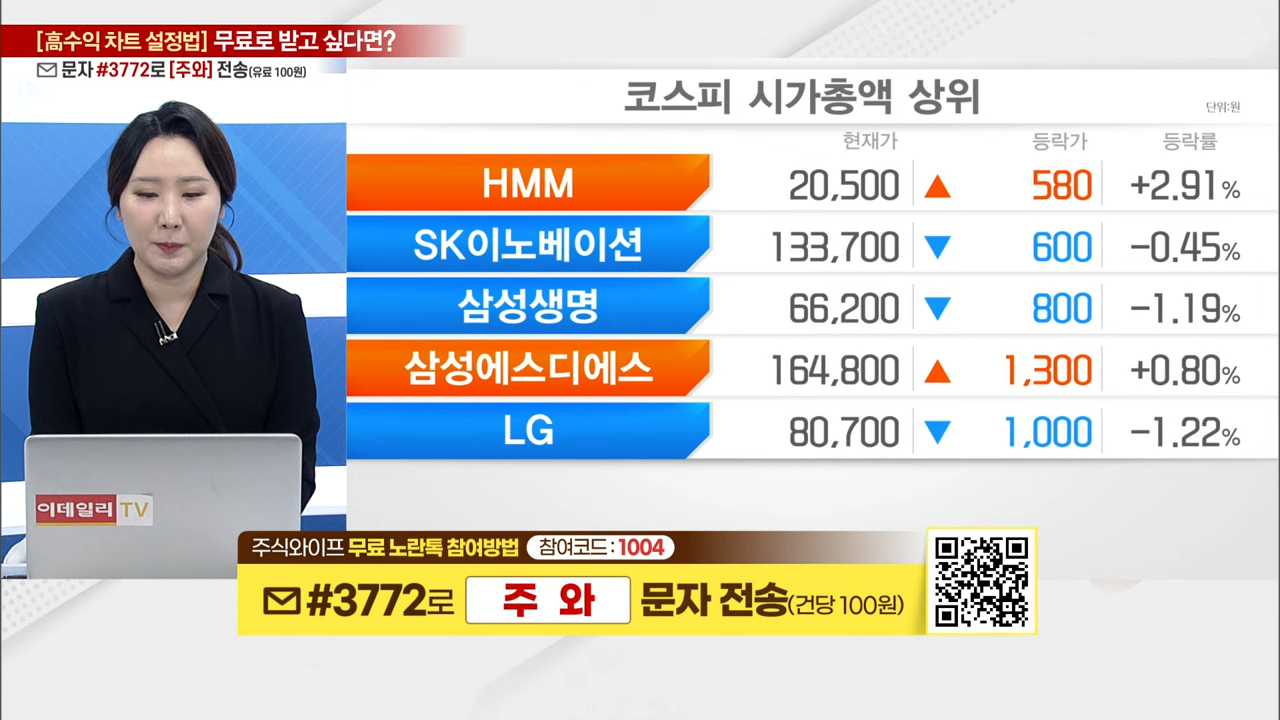 [高수익 차트 설정법] 무료로 받고 싶다면?
문자 #3772로 [주와] 전송(유료 100원)
코스피 시가총액 상위
단위:원
현재가 등락가 등락률
HMM 20,500 ▲ 580 +2.91%
SK이노베이션 133,700 ▼ 600 -0.45%
삼성생명 66,200 ▼ 800 -1.19%
삼성에스디에스 164,800 ▲ 1,300 +0.80%
LG 80,700 ▼ 1,000 -1.22%
이데일리 TV
주식와이프 무료 노란톡 참여방법 참여코드 : 1004
#3772로 주 와 문자 전송(건당 100원)